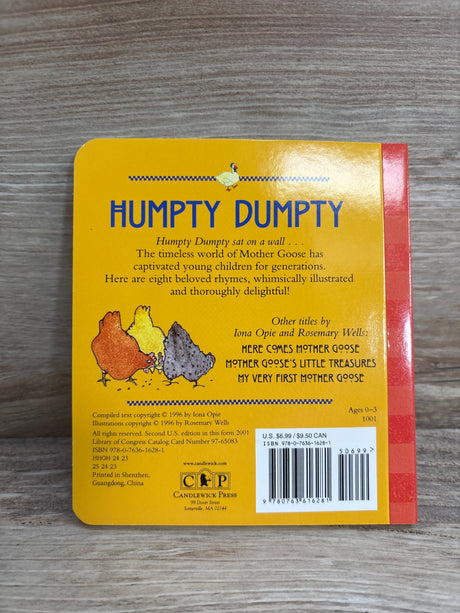 HUMPTY DUMPTY
Humpty Dumpty sat on a wall . . .
The timeless world of Mother Goose has
captivated young children for generations.
Here are eight beloved rhymes, whimsically illustrated
and thoroughly delightful!
Other titles by
Iona Opie and Rosemary Wells:
HERE COMES MOTHER GOOSE
MOTHER GOOSE'S LITTLE TREASURES
MY VERY FIRST MOTHER GOOSE
Compiled text copyright © 1996 by Iona Opie
Illustrations copyright © 1996 by Rosemary Wells
All rights reserved. Second U.S. edition in this form 2001
Library of Congress Catalog Card Number 97-65083
ISBN 978-0-7636-1628-1
HHOH 24 23
25 24 23
Printed in Shenzhen,
Guangdong, China
www.candlewick.com
C P
CANDLEWICK PRESS
99 Dover Street
Somerville, MA 02144
Ages 0–3
1001
U.S. $6.99 / $9.50 CAN
ISBN 978-0-7636-1628-1
50699>
9 780763 616281